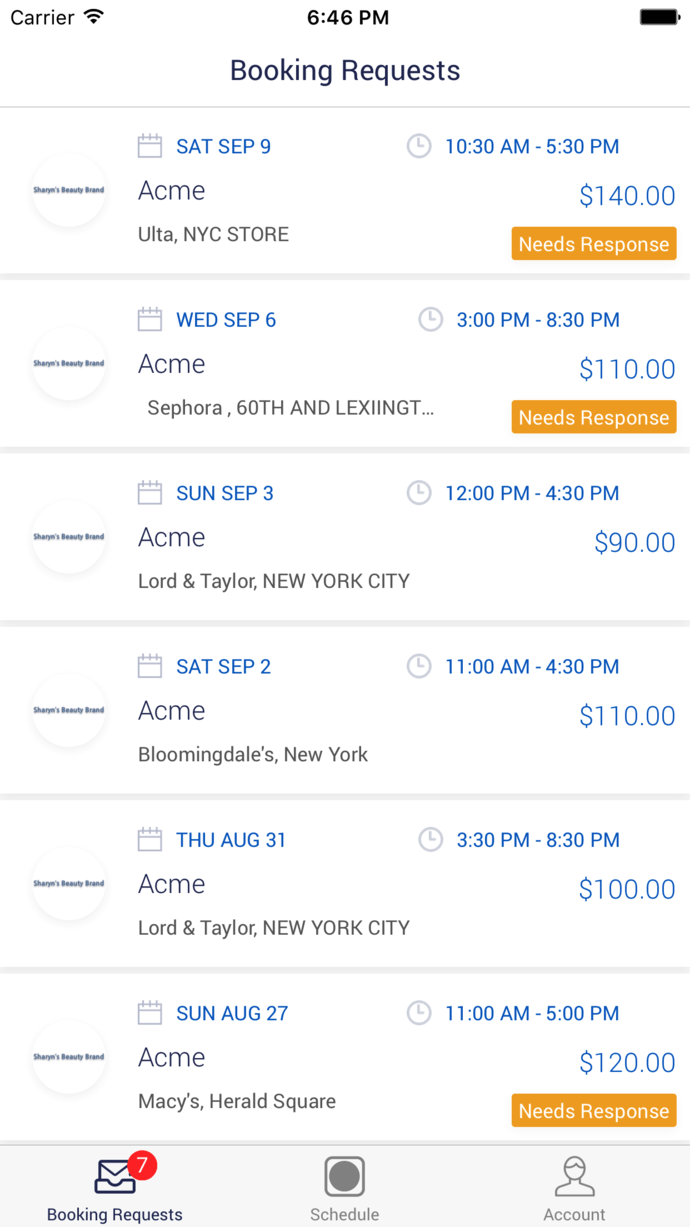 Carrier 6:46 PM
Booking Requests
SAT SEP 9 10:30 AM - 5:30 PM
Sharyn's Beauty Brand
Acme
$140.00
Ulta, NYC STORE
Needs Response
WED SEP 6 3:00 PM - 8:30 PM
Sharyn's Beauty Brand
Acme
$110.00
Sephora , 60TH AND LEXIINGT...
Needs Response
SUN SEP 3 12:00 PM - 4:30 PM
Sharyn's Beauty Brand
Acme
$90.00
Lord & Taylor, NEW YORK CITY
SAT SEP 2 11:00 AM - 4:30 PM
Sharyn's Beauty Brand
Acme
$110.00
Bloomingdale's, New York
THU AUG 31 3:30 PM - 8:30 PM
Sharyn's Beauty Brand
Acme
$100.00
Lord & Taylor, NEW YORK CITY
SUN AUG 27 11:00 AM - 5:00 PM
Sharyn's Beauty Brand
Acme
$120.00
Macy's, Herald Square
Needs Response
7
Booking Requests Schedule Account